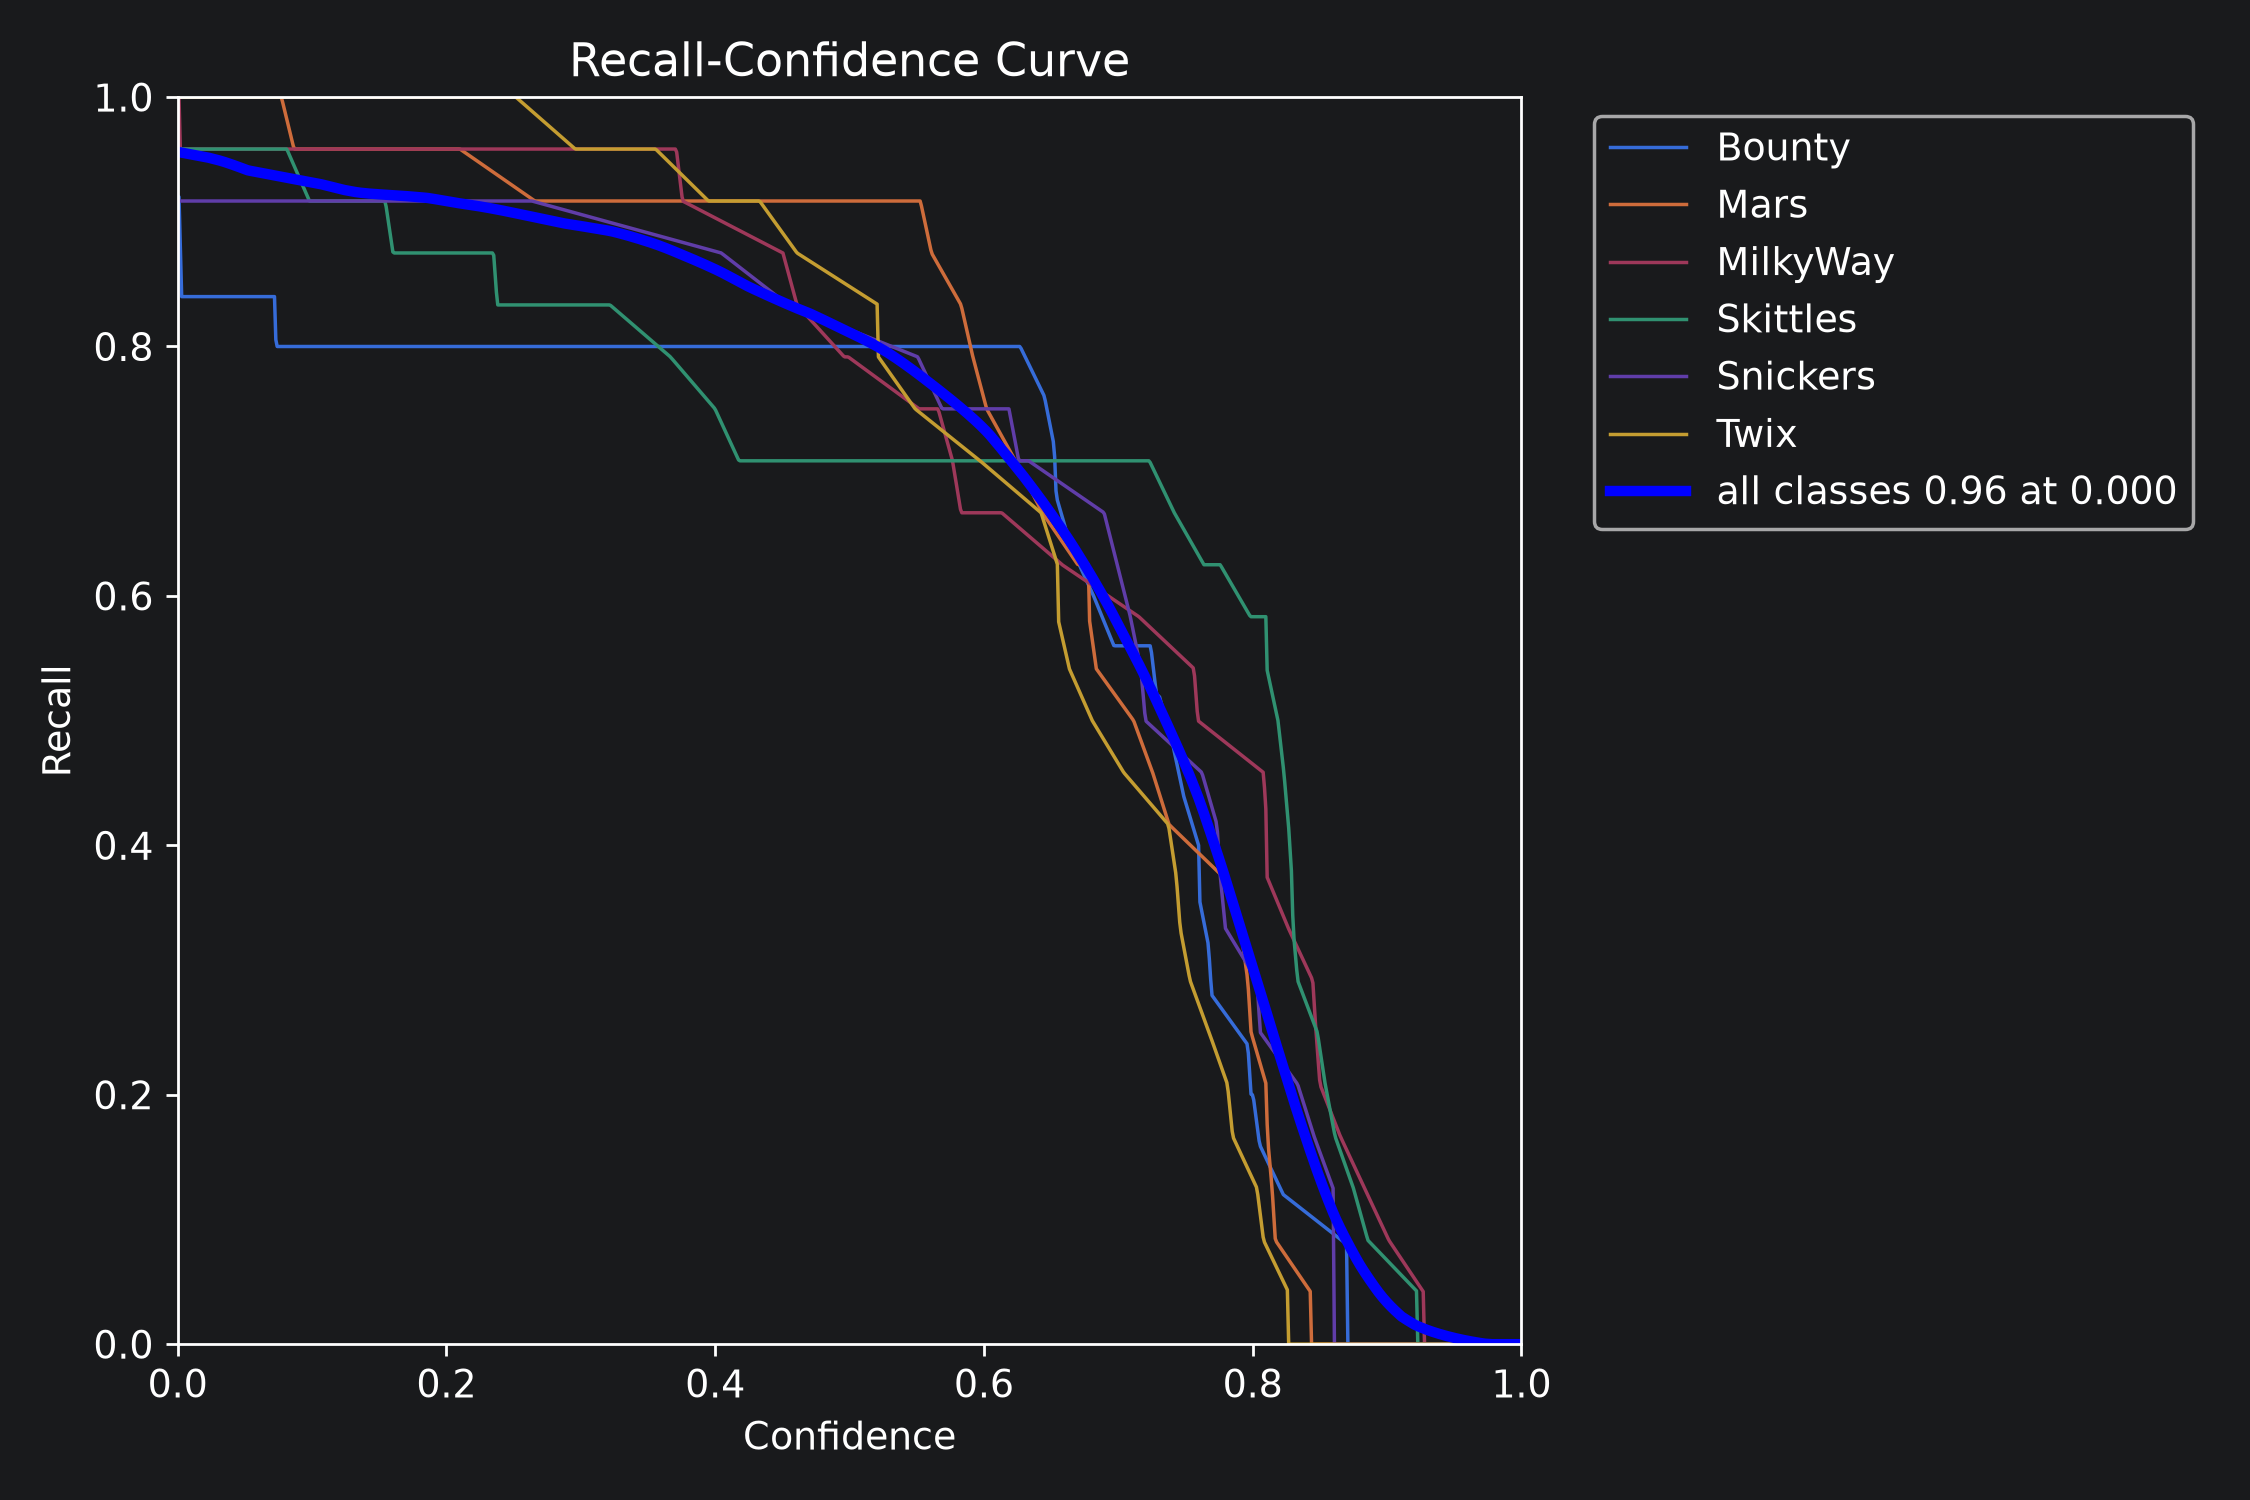 Recall-Confidence Curve
1.0
0.8
0.6
0.4
0.2
0.0
Recall
0.0 0.2 0.4 0.6 0.8 1.0
Confidence
Bounty
Mars
MilkyWay
Skittles
Snickers
Twix
all classes 0.96 at 0.000